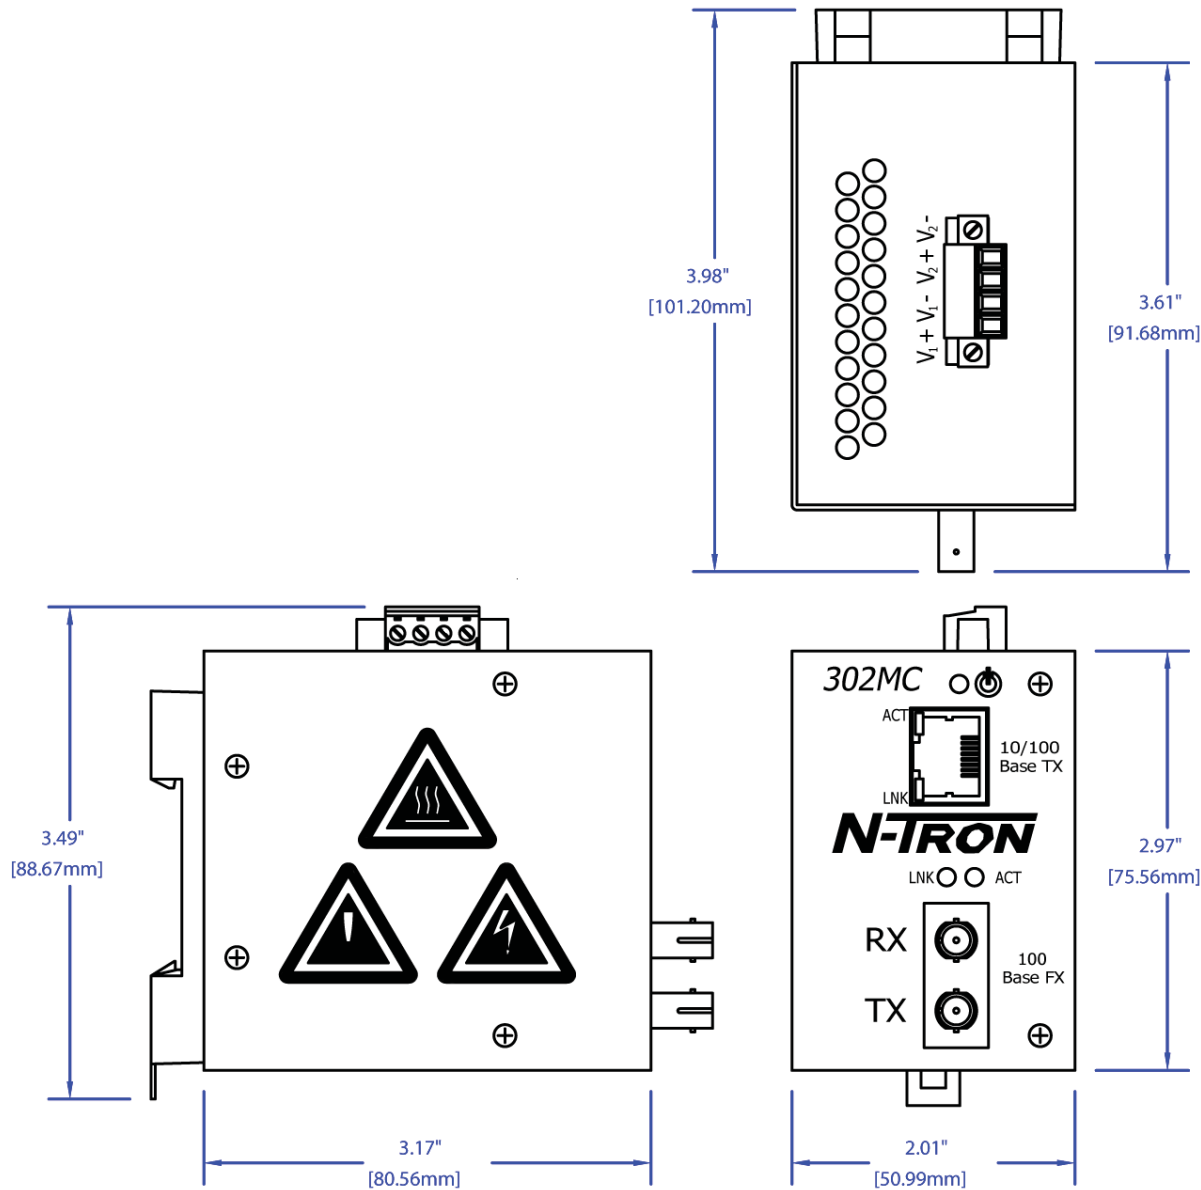 3.98"
[101.20mm]
V₁ + V₁ - V₂ + V₂ -
3.61"
[91.68mm]
3.49"
[88.67mm]
3.17"
[80.56mm]
302MC
ACT
10/100
Base TX
LNK
N-TRON
LNK ACT
RX
100
Base FX
TX
2.97"
[75.56mm]
2.01"
[50.99mm]